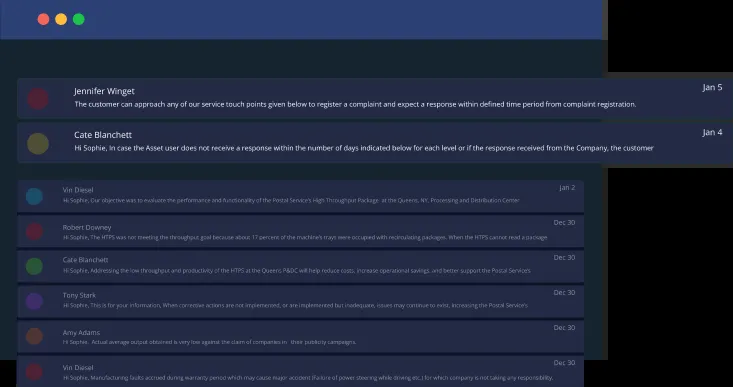 Jennifer Winget
Jan 5
The customer can approach any of our service touch points given below to register a complaint and expect a response within defined time period from complaint registration.
Cate Blanchett
Jan 4
Hi Sophie, In case the Asset user does not receive a response within the number of days indicated below for each level or if the response received from the Company, the customer
Vin Diesel
Jan 2
Hi Sophie, Our objective was to evaluate the performance and functionality of the Postal Service's High Throughput Package at the Queens, NY, Processing and Distribution Center
Robert Downey
Dec 30
Hi Sophie, The HTPS was not meeting the throughput goal because about 17 percent of the machine's trays were occupied with recirculating packages. When the HTPS cannot read a package
Cate Blanchett
Dec 30
Hi Sophie, Addressing the low throughput and productivity of the HTPS at the Queens P&DC will help reduce costs, increase operational savings, and better support the Postal Service's
Tony Stark
Dec 30
Hi Sophie, This is for your information, When corrective actions are not implemented, or are implemented but inadequate, issues may continue to exist, increasing the Postal Service's
Amy Adams
Dec 30
Hi Sophie, Actual average output obtained is very low against the claim of companies in their publicity campaigns.
Vin Diesel
Dec 30
Hi Sophie, Manufacturing Faults accrued during warranty period which may cause major accident (Failure of power steering while driving etc.) for which company is not taking any responsibility.